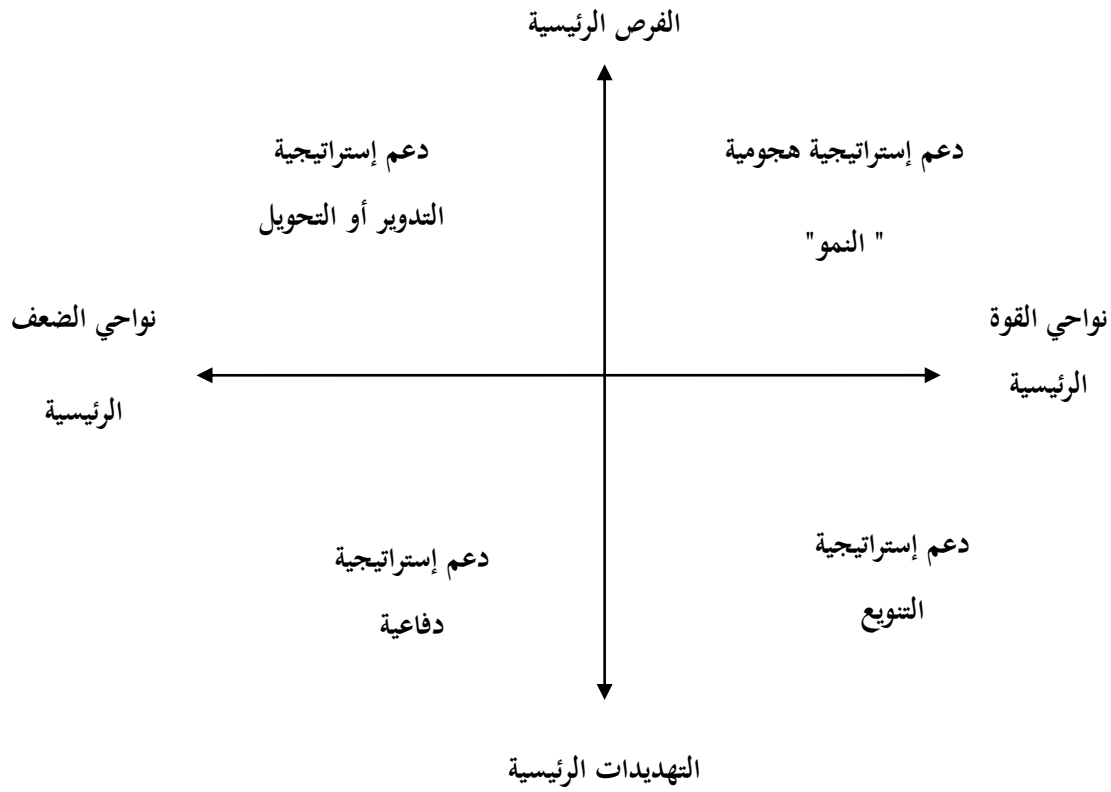 الفرص الرئيسية
دعم إستراتيجية هجومية
" النمو"
دعم إستراتيجية
التدوير أو التحويل
نواحي القوة
الرئيسية
نواحي الضعف
الرئيسية
دعم إستراتيجية
التنويع
دعم إستراتيجية
دفاعية
التهديدات الرئيسية